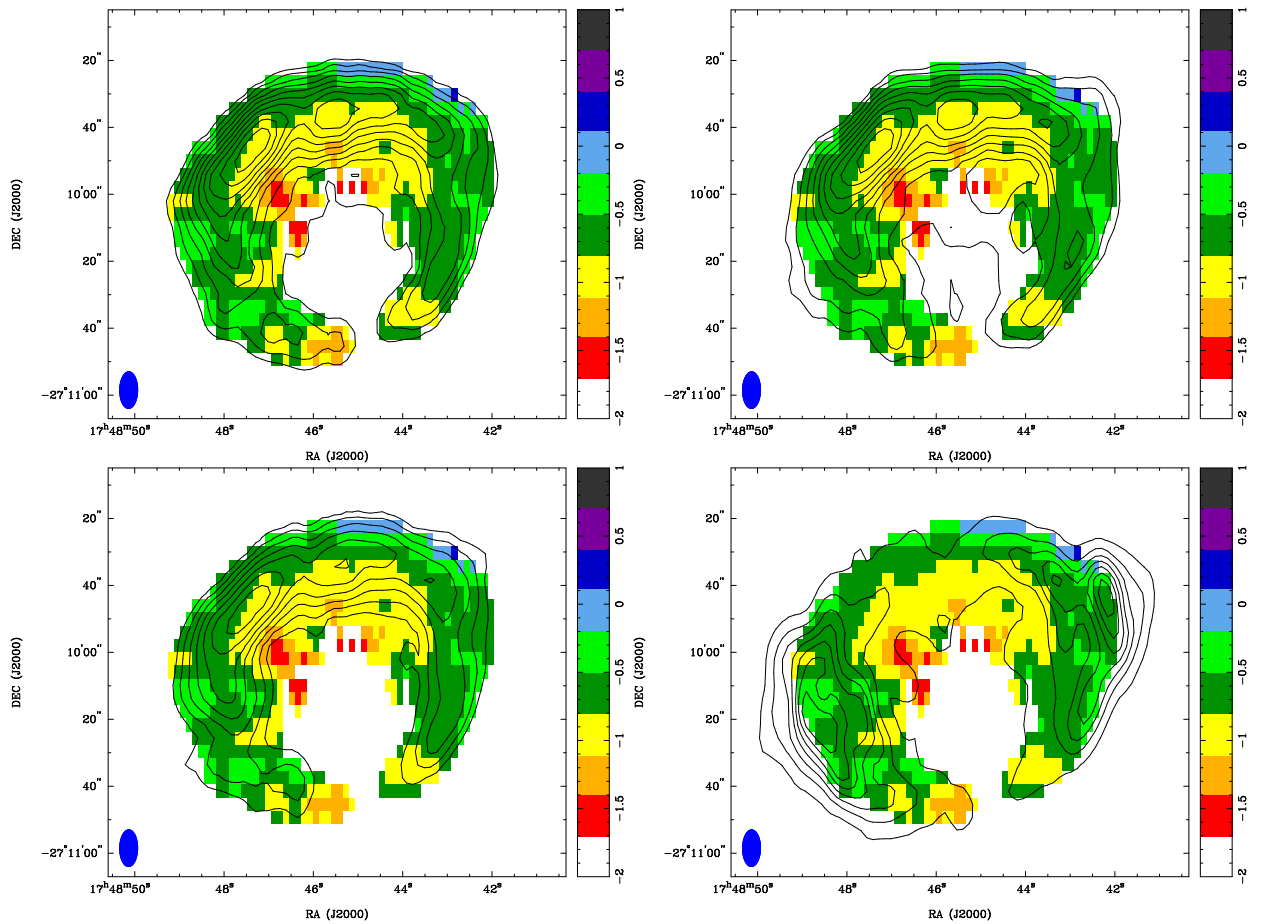 DEC (J2000)
20"
40"
10'00"
20"
40"
−27°11'00"
17ʰ48ᵐ50ˢ
48ˢ
46ˢ
44ˢ
42ˢ
RA (J2000)
−2
−1.5
−1
−0.5
0
0.5
1
DEC (J2000)
20"
40"
10'00"
20"
40"
−27°11'00"
17ʰ48ᵐ50ˢ
48ˢ
46ˢ
44ˢ
42ˢ
RA (J2000)
−2
−1.5
−1
−0.5
0
0.5
1
DEC (J2000)
20"
40"
10'00"
20"
40"
−27°11'00"
17ʰ48ᵐ50ˢ
48ˢ
46ˢ
44ˢ
42ˢ
RA (J2000)
−2
−1.5
−1
−0.5
0
0.5
1
DEC (J2000)
20"
40"
10'00"
20"
40"
−27°11'00"
17ʰ48ᵐ50ˢ
48ˢ
46ˢ
44ˢ
42ˢ
RA (J2000)
−2
−1.5
−1
−0.5
0
0.5
1